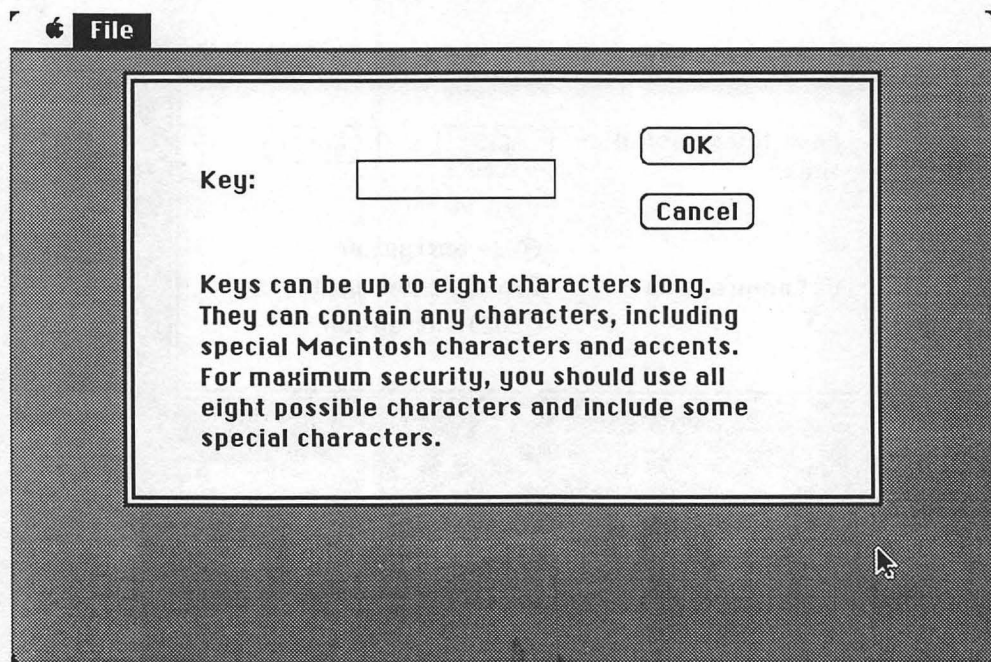 File
OK
Key:
Cancel
Keys can be up to eight characters long.
They can contain any characters, including
special Macintosh characters and accents.
For maximum security, you should use all
eight possible characters and include some
special characters.